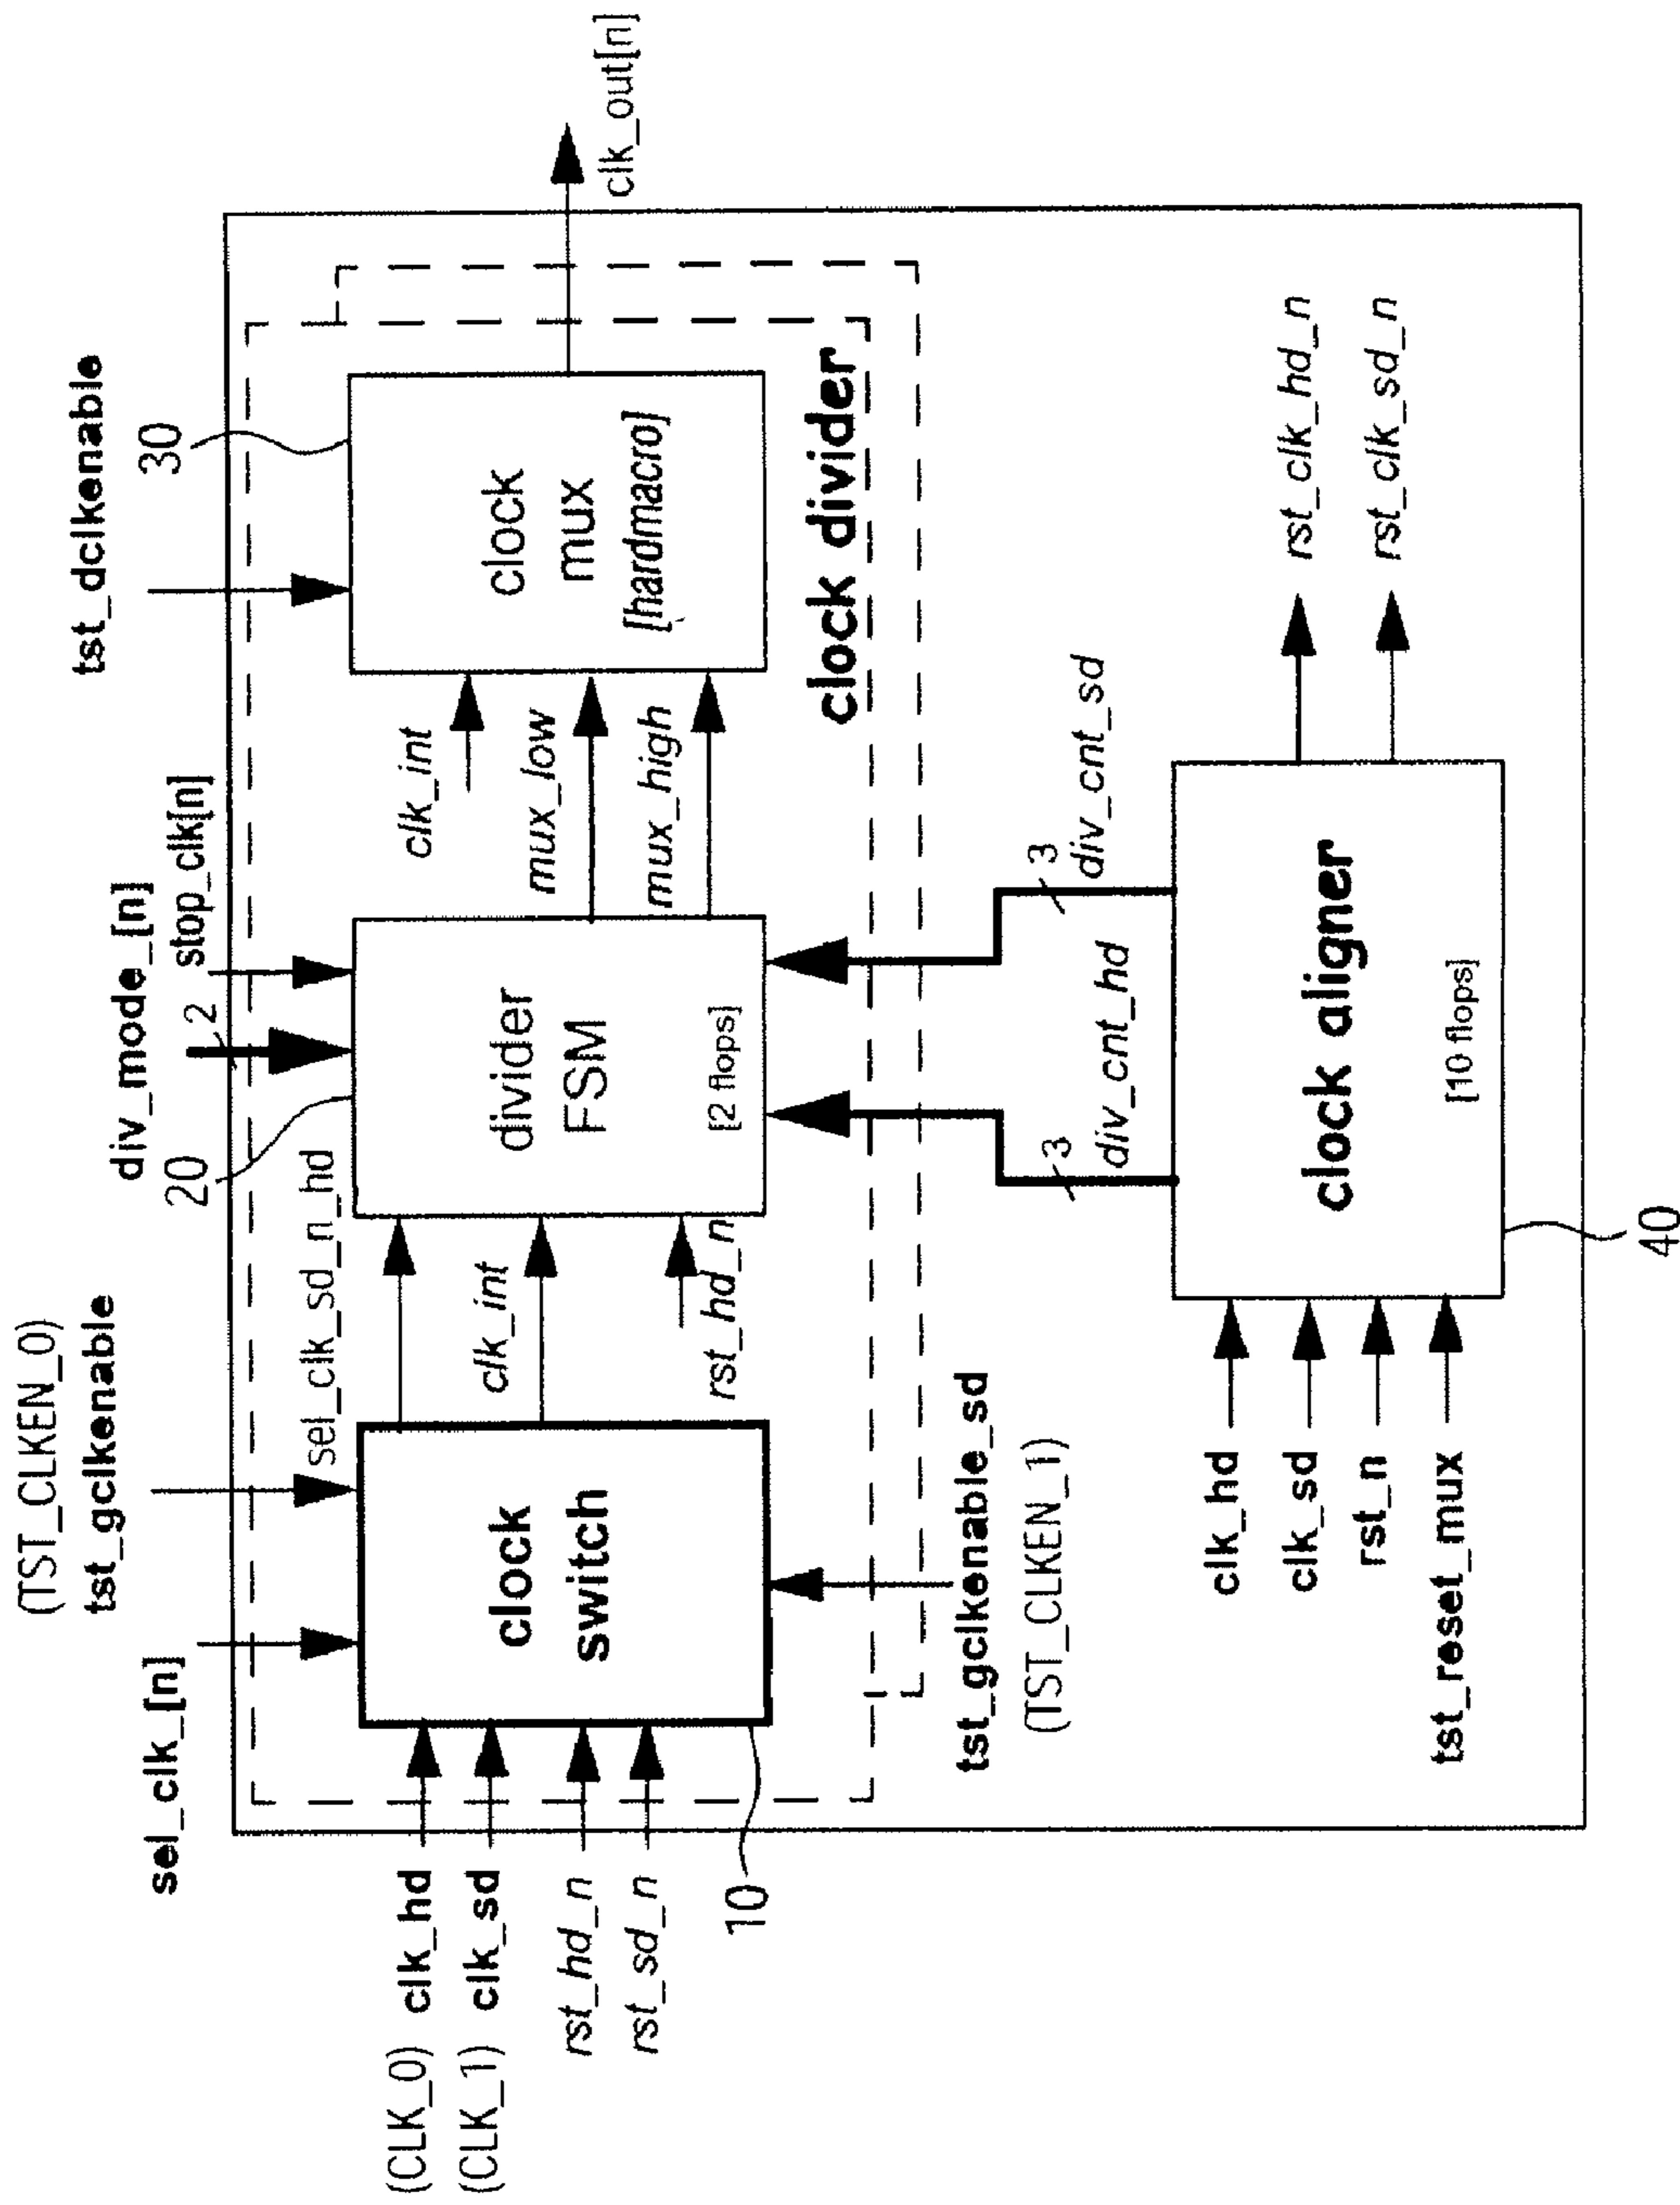 (TST_CLKEN_0)
tst_gclkenable
sel_clk_[n]
div_mode_[n]
2
stop_clk[n]
tst_dclkenable
20
30
(CLK_0) clk_hd
(CLK_1) clk_sd
rst_hd_n
rst_sd_n
10
clock
switch
sel_clk_sd_n_hd
clk_int
rst_hd_n
divider
FSM
[2 flops]
clk_int
mux_low
mux_high
clock
mux
[hardmacro]
clk_out[n]
clock divider
tst_gclkenable_sd
(TST_CLKEN_1)
3
div_cnt_hd
3
div_cnt_sd
clk_hd
clk_sd
rst_n
tst_reset_mux
clock aligner
[10 flops]
rst_clk_hd_n
rst_clk_sd_n
40